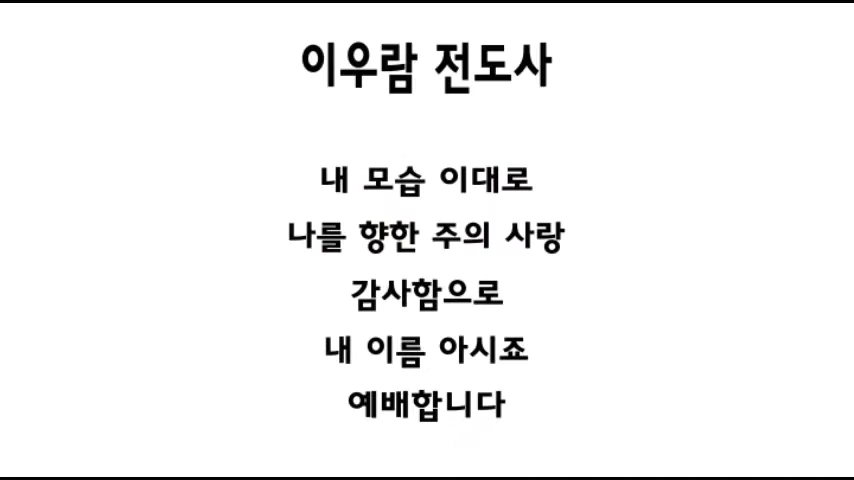 이우람 전도사
내 모습 이대로
나를 향한 주의 사랑
감사함으로
내 이름 아시죠
예배합니다